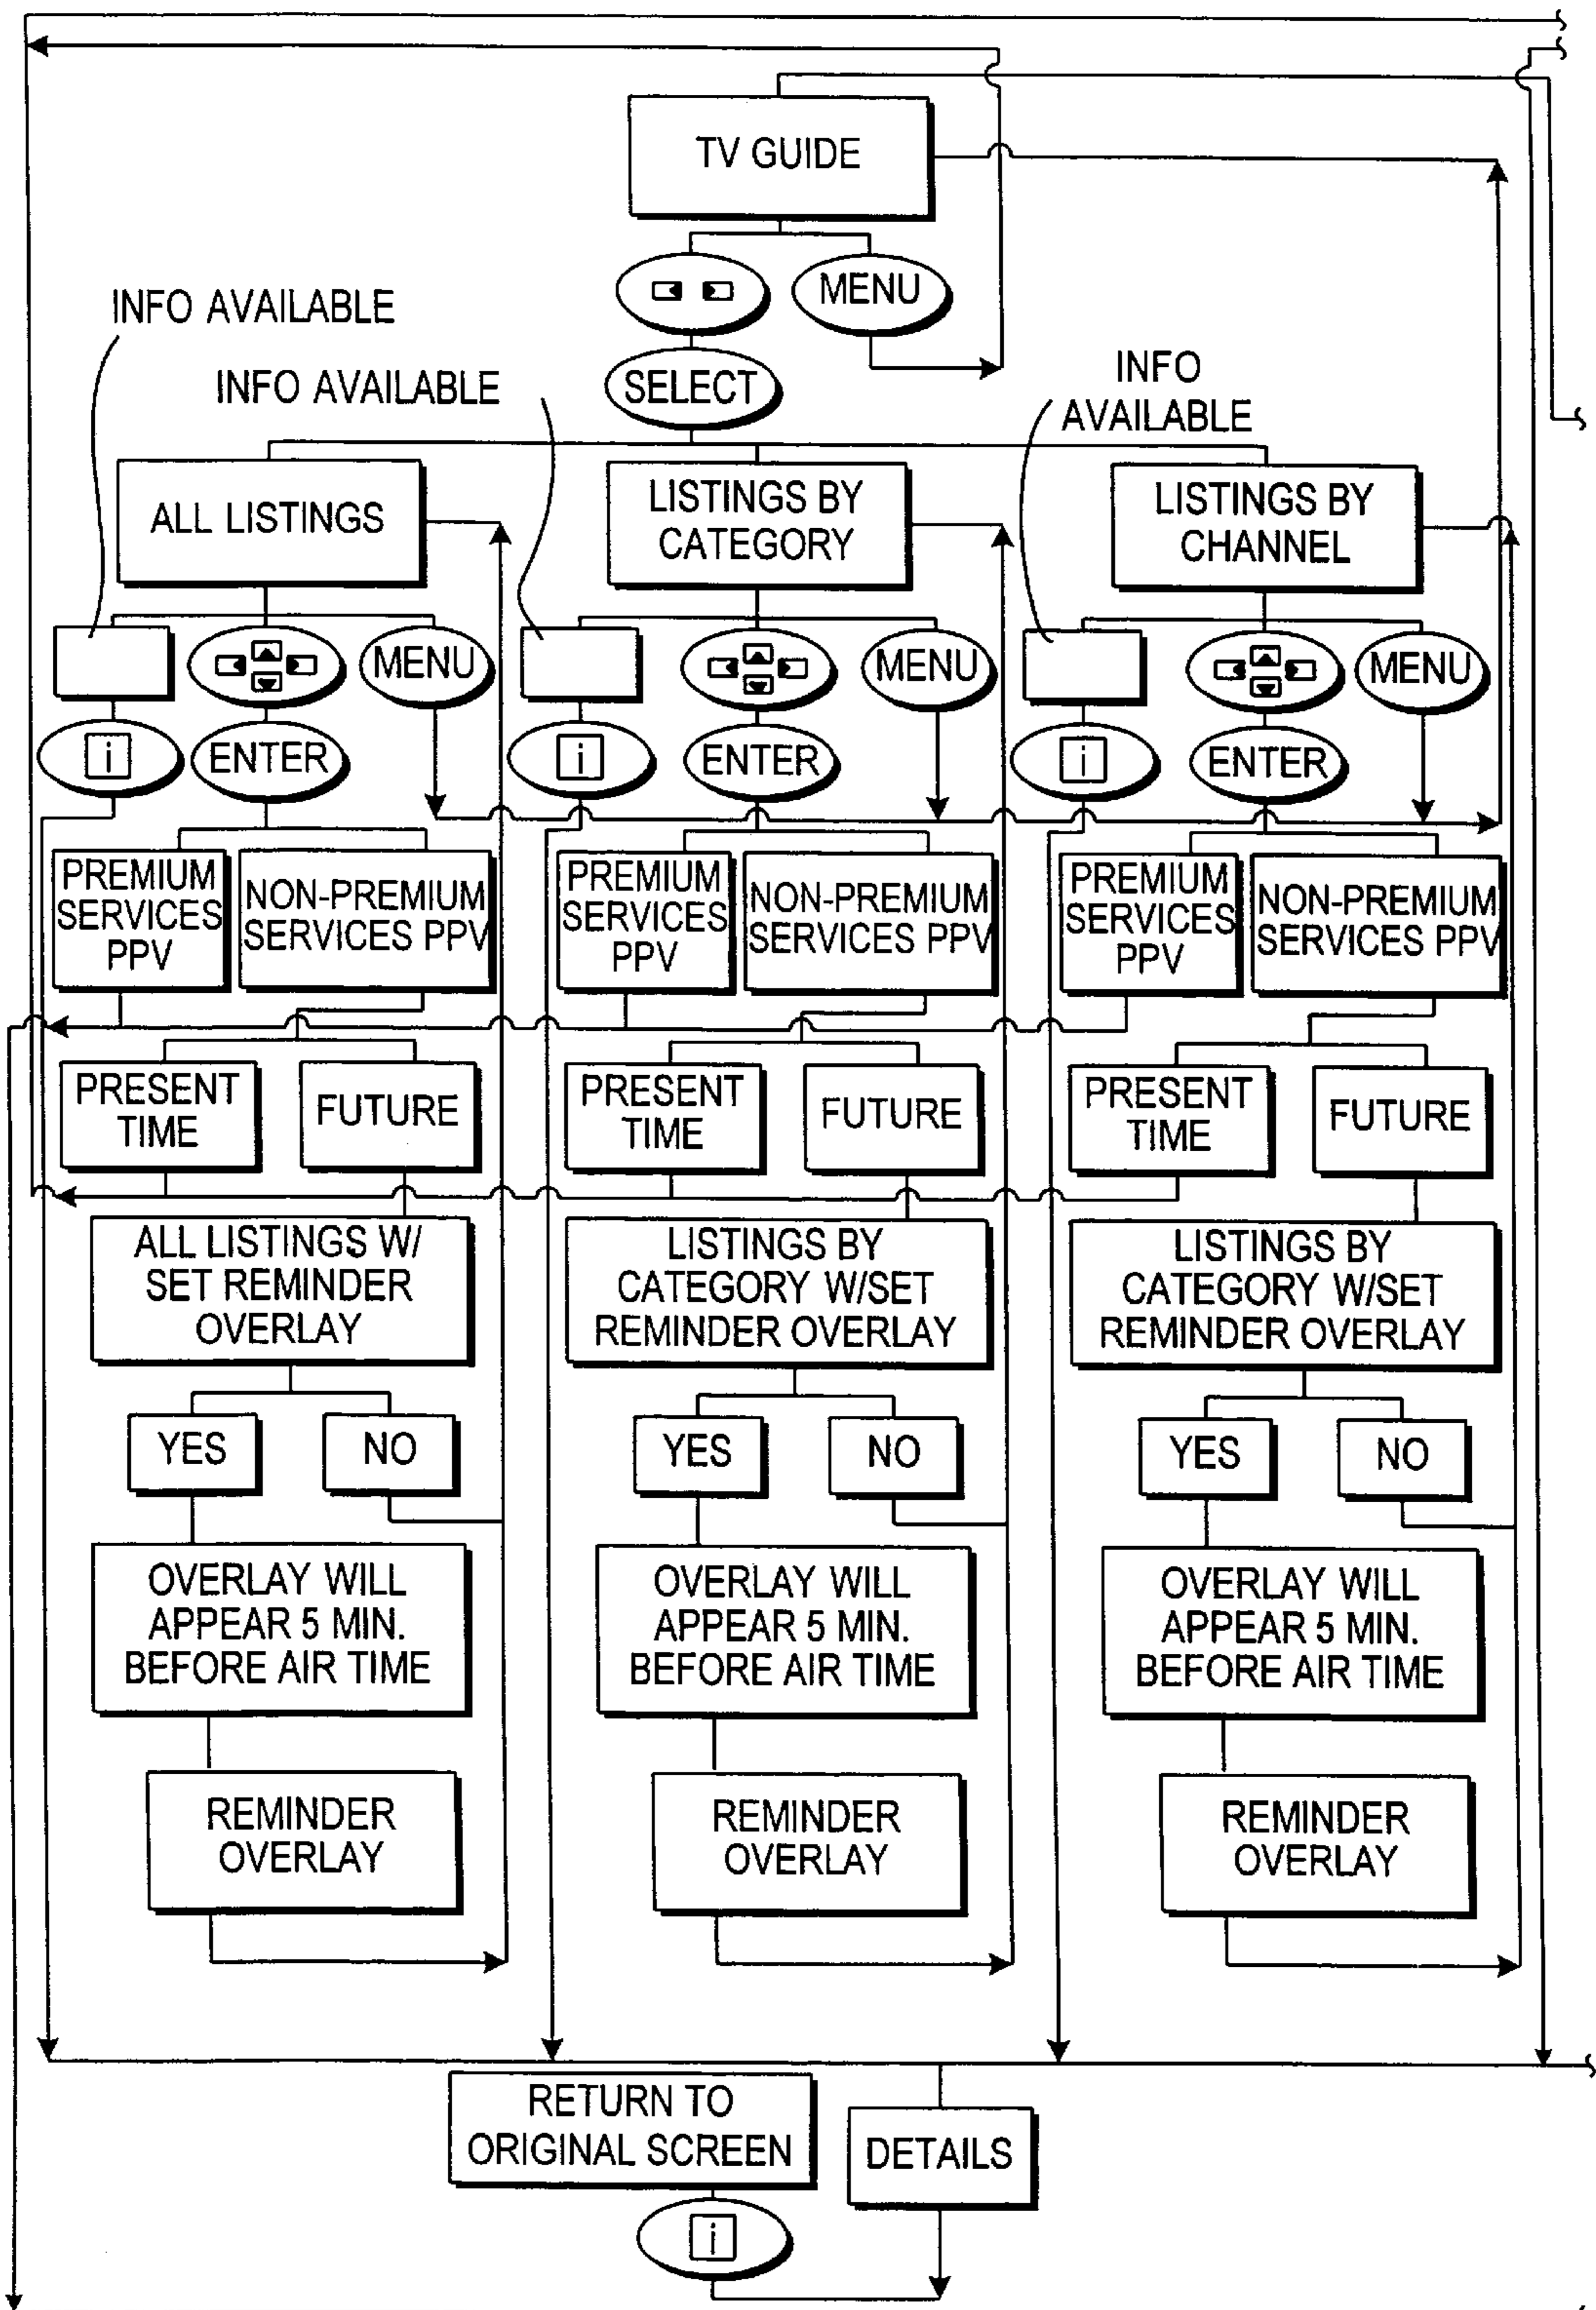 TV GUIDE
MENU
SELECT
INFO AVAILABLE
INFO AVAILABLE
INFO
AVAILABLE
ALL LISTINGS
LISTINGS BY
CATEGORY
LISTINGS BY
CHANNEL
MENU
MENU
MENU
i
ENTER
i
ENTER
i
ENTER
PREMIUM
SERVICES
PPV
NON-PREMIUM
SERVICES PPV
PREMIUM
SERVICES
PPV
NON-PREMIUM
SERVICES PPV
PREMIUM
SERVICES
PPV
NON-PREMIUM
SERVICES PPV
PRESENT
TIME
FUTURE
PRESENT
TIME
FUTURE
PRESENT
TIME
FUTURE
ALL LISTINGS W/
SET REMINDER
OVERLAY
LISTINGS BY
CATEGORY W/SET
REMINDER OVERLAY
LISTINGS BY
CATEGORY W/SET
REMINDER OVERLAY
YES
NO
YES
NO
YES
NO
OVERLAY WILL
APPEAR 5 MIN.
BEFORE AIR TIME
OVERLAY WILL
APPEAR 5 MIN.
BEFORE AIR TIME
OVERLAY WILL
APPEAR 5 MIN.
BEFORE AIR TIME
REMINDER
OVERLAY
REMINDER
OVERLAY
REMINDER
OVERLAY
RETURN TO
ORIGINAL SCREEN
DETAILS
i